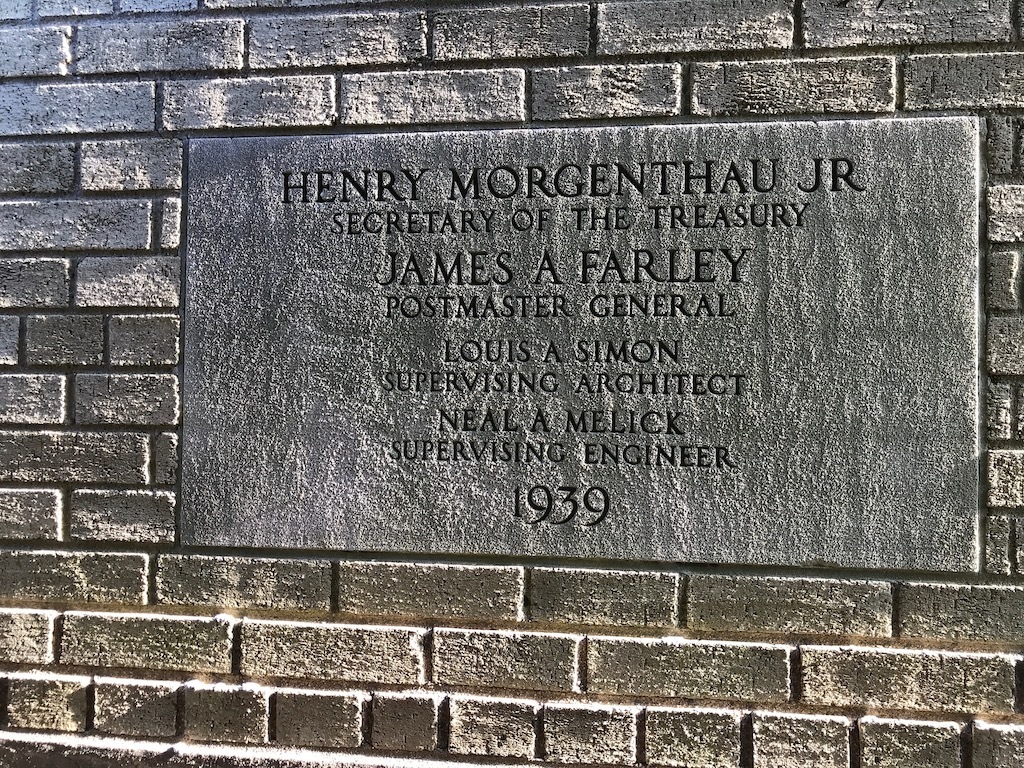 HENRY MORGENTHAU JR
SECRETARY OF THE TREASURY
JAMES A FARLEY
POSTMASTER GENERAL
LOUIS A SIMON
SUPERVISING ARCHITECT
NEAL A MELICK
SUPERVISING ENGINEER
1939